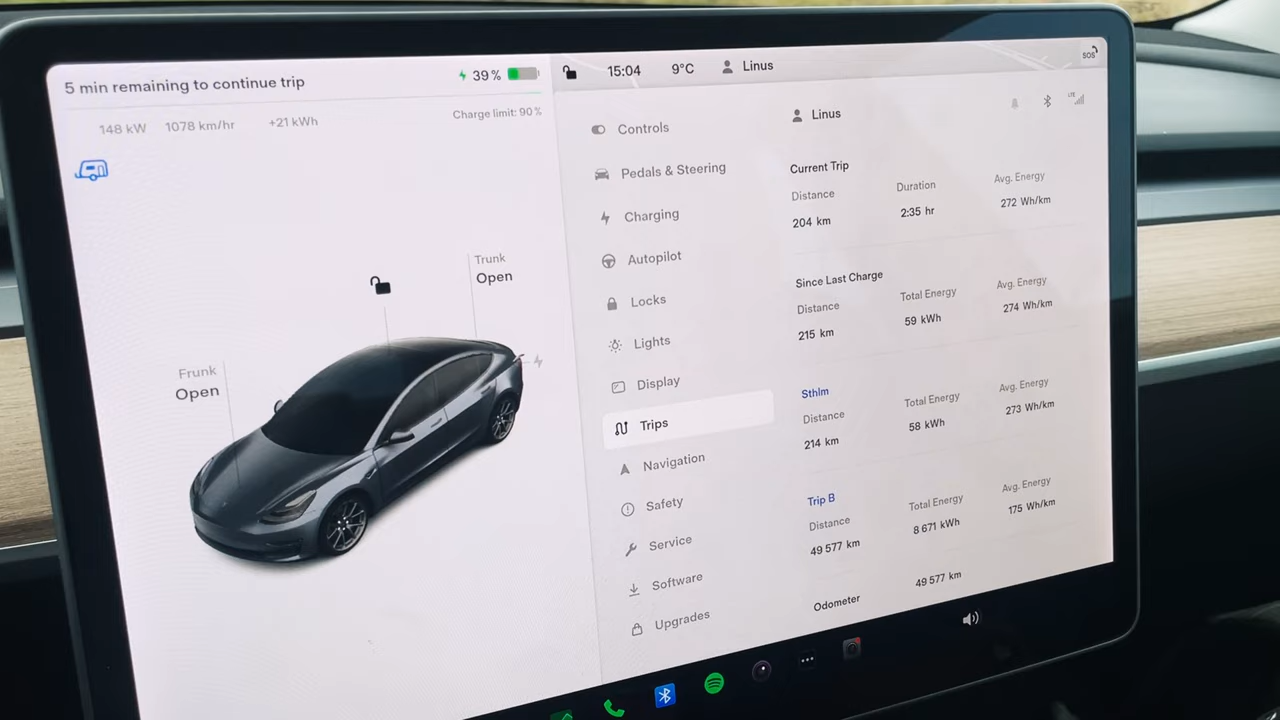 5 min remaining to continue trip
39%
148 kW 1078 km/hr +21 kWh
Charge limit: 90%
Trunk
Open
Frunk
Open
15:04 9°C Linus
SOS
Controls
Pedals & Steering
Charging
Autopilot
Locks
Lights
Display
Trips
Navigation
Safety
Service
Software
Upgrades
Linus
LTE
Current Trip
Distance Duration Avg. Energy
204 km 2:35 hr 272 Wh/km
Since Last Charge
Distance Total Energy Avg. Energy
215 km 59 kWh 274 Wh/km
Sthlm
Distance Total Energy Avg. Energy
214 km 58 kWh 273 Wh/km
Trip B
Distance Total Energy Avg. Energy
49 577 km 8 671 kWh 175 Wh/km
Odometer 49 577 km